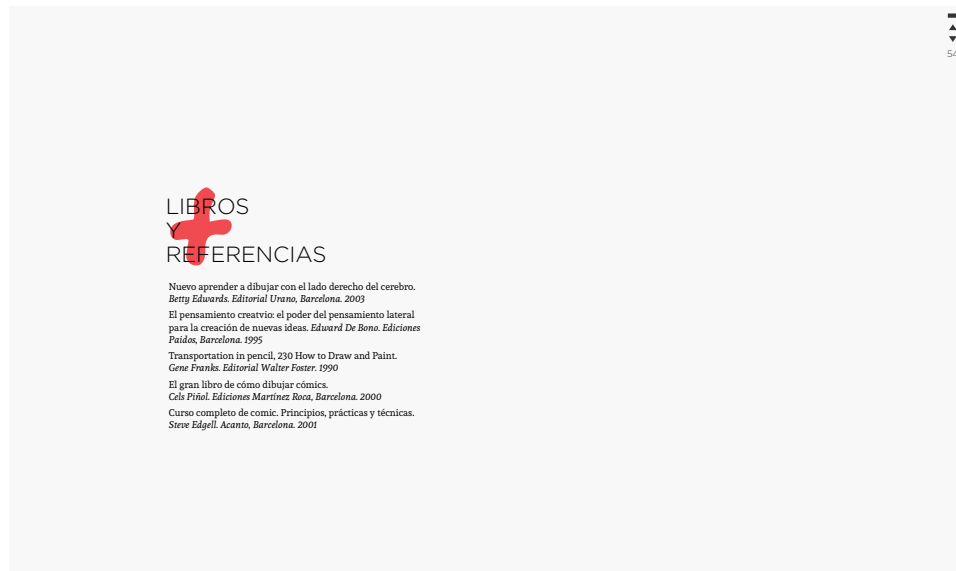 54
LIBROS
Y
REFERENCIAS
Nuevo aprender a dibujar con el lado derecho del cerebro.
Betty Edwards. Editorial Urano, Barcelona. 2003
El pensamiento creatvio: el poder del pensamiento lateral
para la creación de nuevas ideas. Edward De Bono. Ediciones
Paidos, Barcelona. 1995
Transportation in pencil, 230 How to Draw and Paint.
Gene Franks. Editorial Walter Foster. 1990
El gran libro de cómo dibujar cómics.
Cels Piñol. Ediciones Martínez Roca, Barcelona. 2000
Curso completo de comic. Principios, prácticas y técnicas.
Steve Edgell. Acanto, Barcelona. 2001